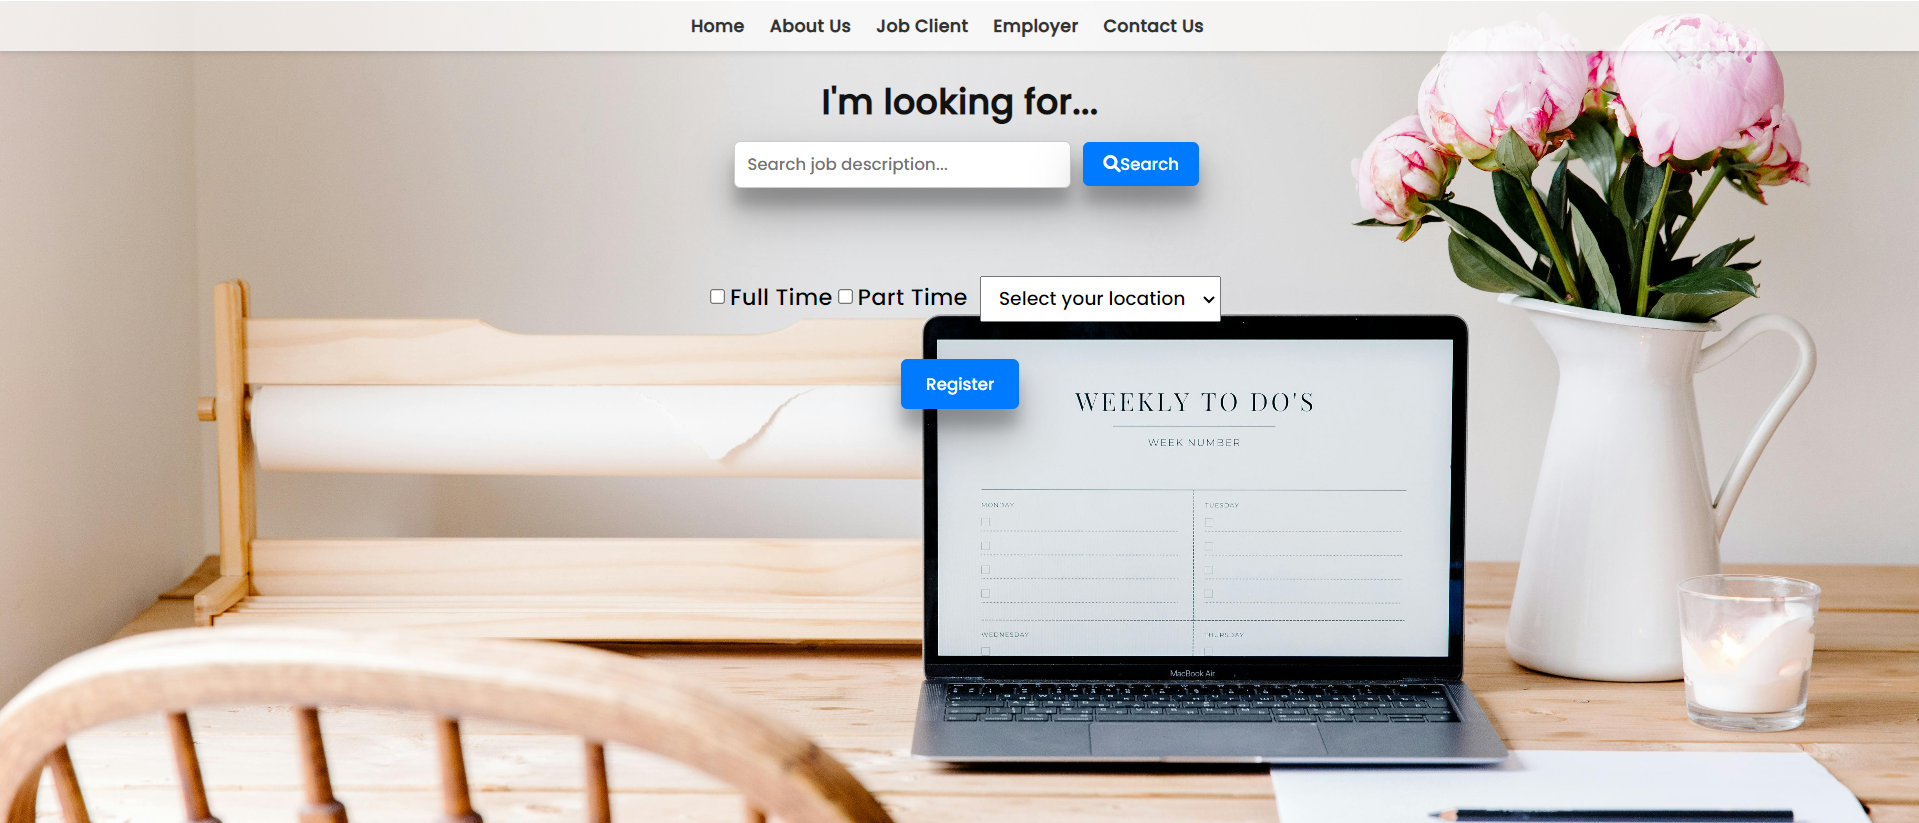 Home About Us Job Client Employer Contact Us
I'm looking for...
Search job description...
Search
Full Time Part Time Select your location
Register
WEEKLY TO DO'S
WEEK NUMBER
MONDAY TUESDAY
WEDNESDAY THURSDAY
MacBook Air